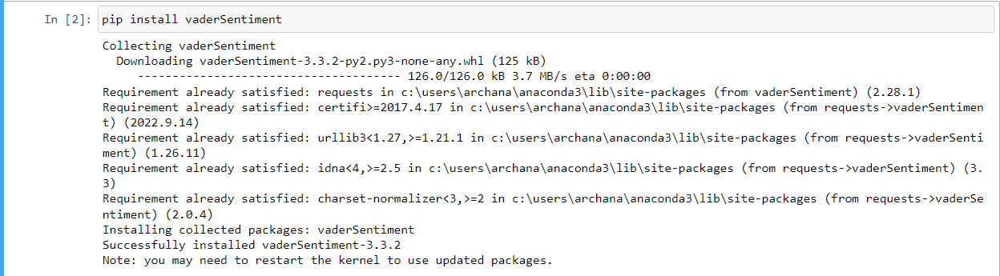 In [2]: pip install vaderSentiment
Collecting vaderSentiment
Downloading vaderSentiment-3.3.2-py2.py3-none-any.whl (125 kB)
-------------------------------------- 126.0/126.0 kB 3.7 MB/s eta 0:00:00
Requirement already satisfied: requests in c:\users\archana\anaconda3\lib\site-packages (from vaderSentiment) (2.28.1)
Requirement already satisfied: certifi>=2017.4.17 in c:\users\archana\anaconda3\lib\site-packages (from requests->vaderSentimen
t) (2022.9.14)
Requirement already satisfied: urllib3<1.27,>=1.21.1 in c:\users\archana\anaconda3\lib\site-packages (from requests->vaderSenti
ment) (1.26.11)
Requirement already satisfied: idna<4,>=2.5 in c:\users\archana\anaconda3\lib\site-packages (from requests->vaderSentiment) (3.
3)
Requirement already satisfied: charset-normalizer<3,>=2 in c:\users\archana\anaconda3\lib\site-packages (from requests->vaderSe
ntiment) (2.0.4)
Installing collected packages: vaderSentiment
Successfully installed vaderSentiment-3.3.2
Note: you may need to restart the kernel to use updated packages.